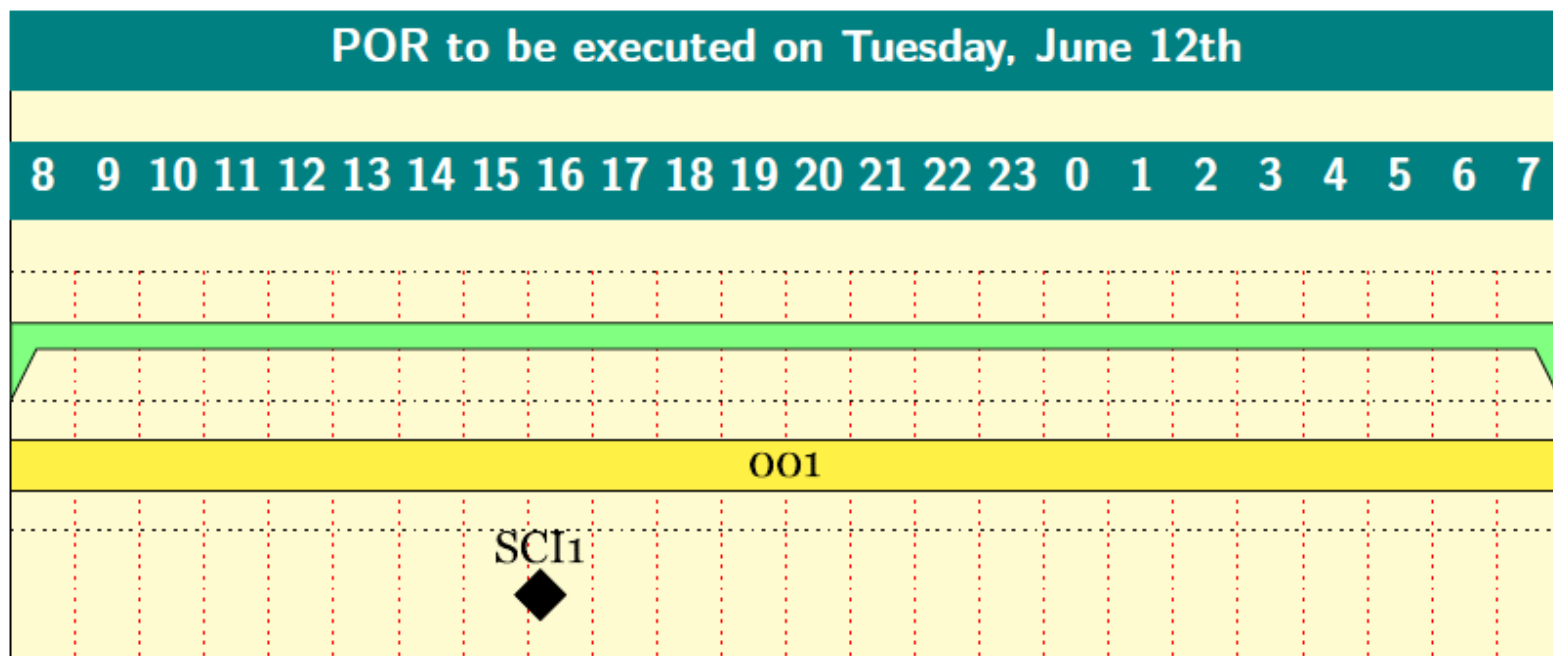 POR to be executed on Tuesday, June 12th
8 9 10 11 12 13 14 15 16 17 18 19 20 21 22 23 0 1 2 3 4 5 6 7
001
SCI1